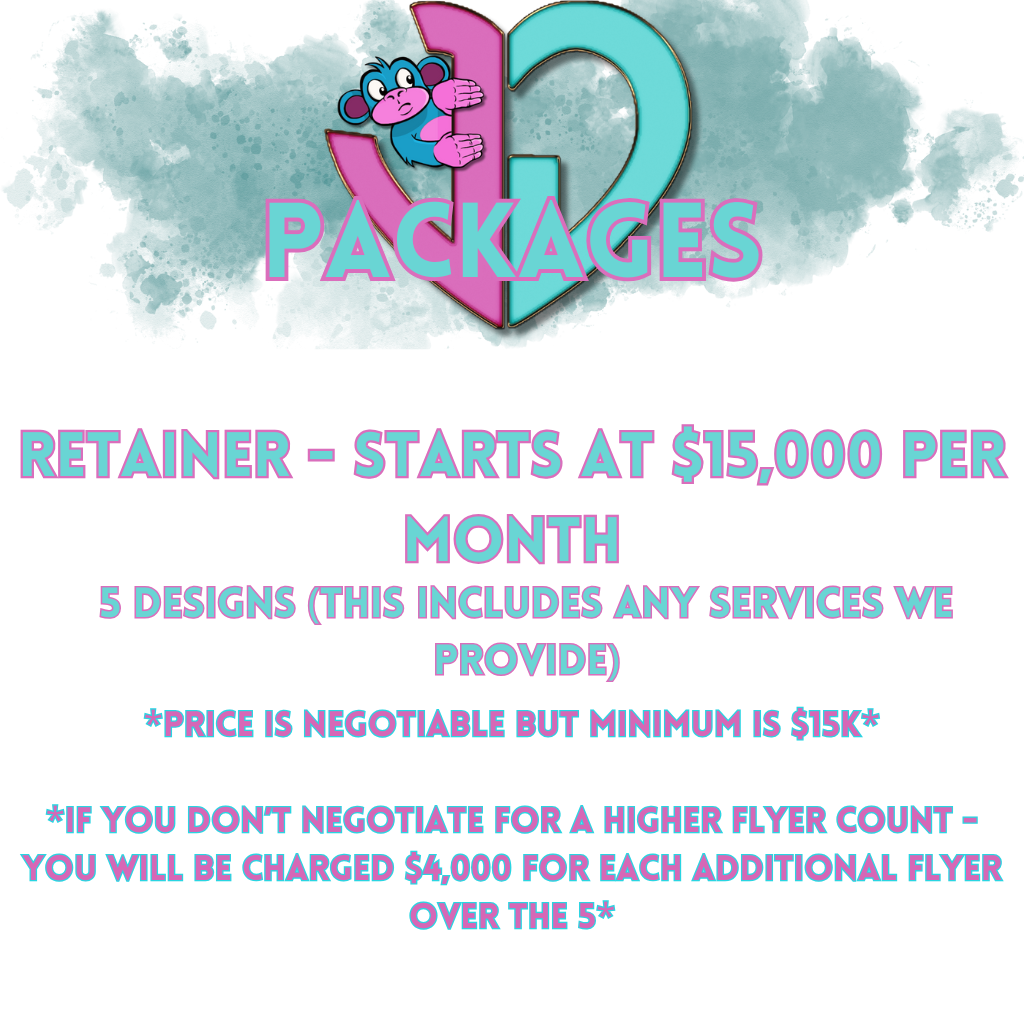 PACKAGES
RETAINER - STARTS AT $15,000 PER
MONTH
5 DESIGNS (THIS INCLUDES ANY SERVICES WE
PROVIDE)
*PRICE IS NEGOTIABLE BUT MINIMUM IS $15K*
*IF YOU DON'T NEGOTIATE FOR A HIGHER FLYER COUNT -
YOU WILL BE CHARGED $4,000 FOR EACH ADDITIONAL FLYER
OVER THE 5*